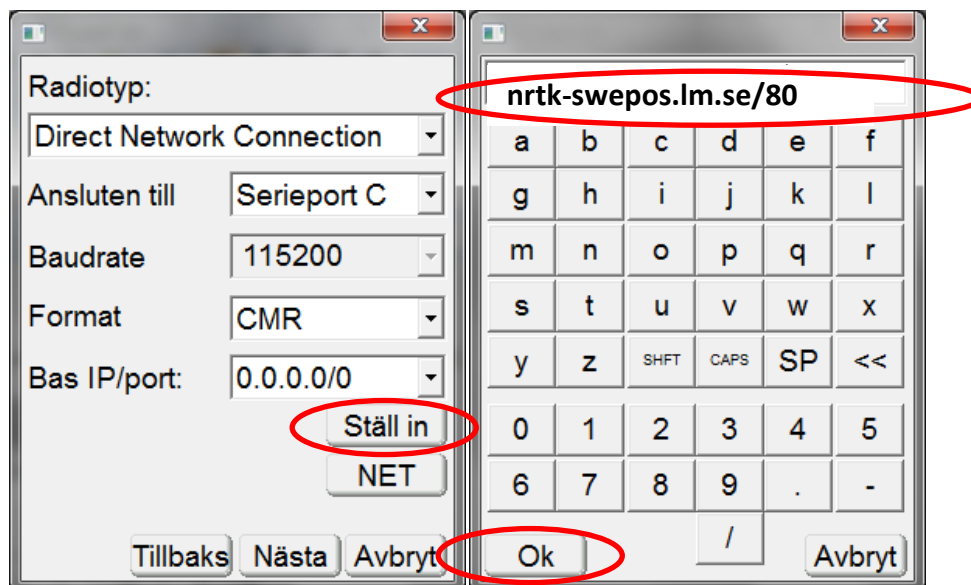 Radiotyp:
Direct Network Connection
Ansluten till Serieport C
Baudrate 115200
Format CMR
Bas IP/port: 0.0.0.0/0
Ställ in
NET
Tillbaks Nästa Avbryt
nrtk-swepos.lm.se/80
a b c d e f
g h i j k l
m n o p q r
s t u v w x
y z SHFT CAPS SP <<
0 1 2 3 4 5
6 7 8 9 . -
/
Ok Avbryt